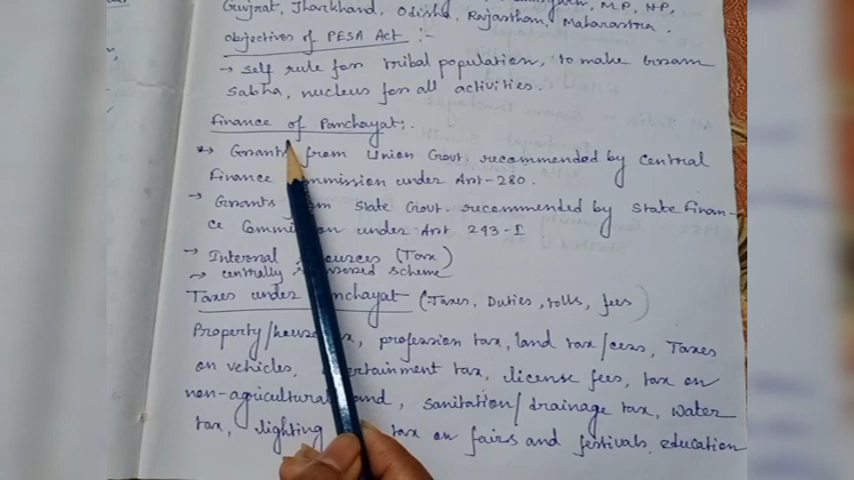 Gujrat, Jharkhand, Odisha, Rajasthan, Maharastra.
M.P, HP,
objectives of PESA Act :-
→ self rule for tribal population, to make Gram
Sabha, nucleus for all activities.
Finance of Panchayat:-
→ Grants from Union Govt. recommended by central
Finance Commission under Art-280.
→ Grants from State Govt. recommended by State Finan-
ce Commission under Art 243-I
→ Internal resources (Tax)
→ centrally sponsored scheme
Taxes under Panchayat (Taxes, Duties, tolls, fees)
Property/house tax, profession tax, land tax/cess, Taxes
on vehicles, entertainment tax, license fees, tax on
non-agricultural land, sanitation/drainage tax, water
tax, lighting tax on fairs and festivals, education